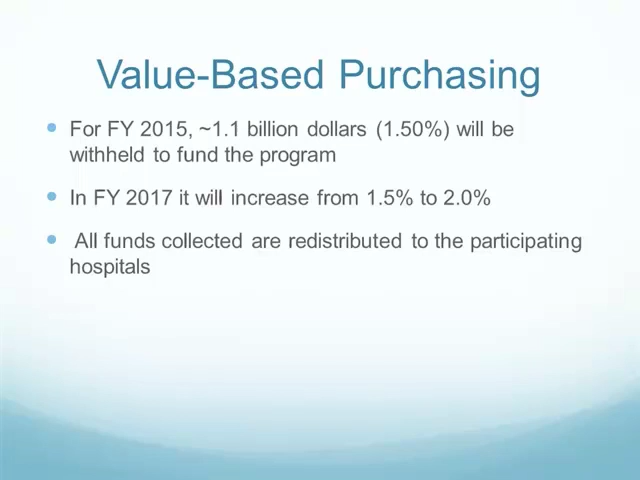 Value-Based Purchasing
For FY 2015, ~1.1 billion dollars (1.50%) will be
withheld to fund the program
In FY 2017 it will increase from 1.5% to 2.0%
All funds collected are redistributed to the participating
hospitals